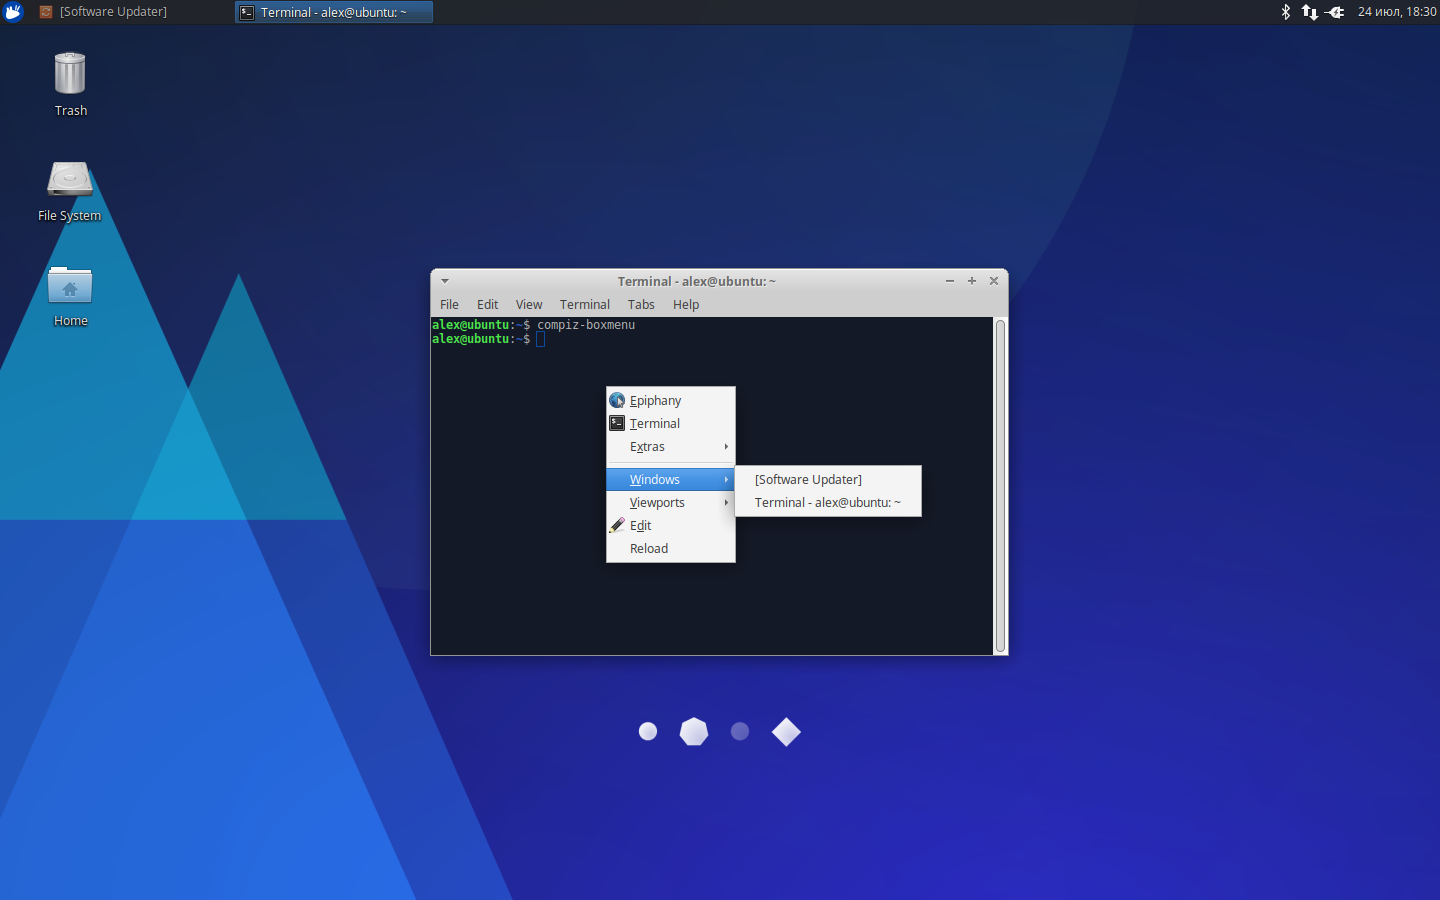 [Software Updater]
Terminal - alex@ubuntu: ~
24 июл, 18:30
Trash
File System
Home
Terminal - alex@ubuntu: ~
File Edit View Terminal Tabs Help
alex@ubuntu:~$ compiz-boxmenu
alex@ubuntu:~$
Epiphany
Terminal
Extras
Windows
[Software Updater]
Terminal - alex@ubuntu: ~
Viewports
Edit
Reload